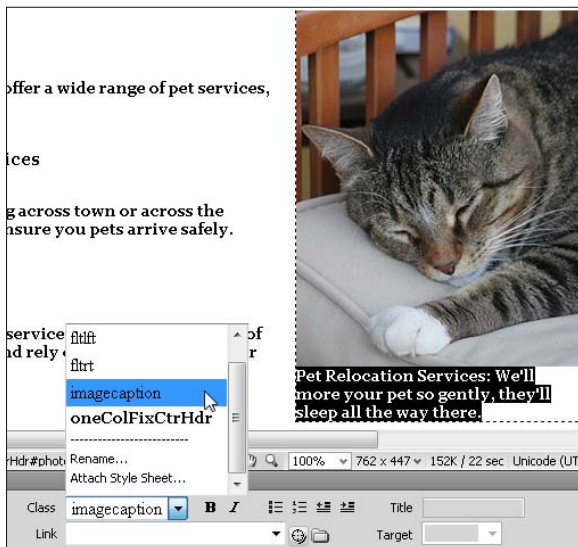 offer a wide range of pet services,
ices
g across town or across the
nsure you pets arrive safely.
service of
nd rely r
Pet Relocation Services: We'll
more your pet so gently, they'll
sleep all the way there.
fltlft
fltrt
imagecaption
oneColFixCtrHdr
-------------------------
Rename...
Attach Style Sheet...
rHdr#photo 100% 762 x 447 152K / 22 sec Unicode (UT
Class imagecaption B I Title
Link Target